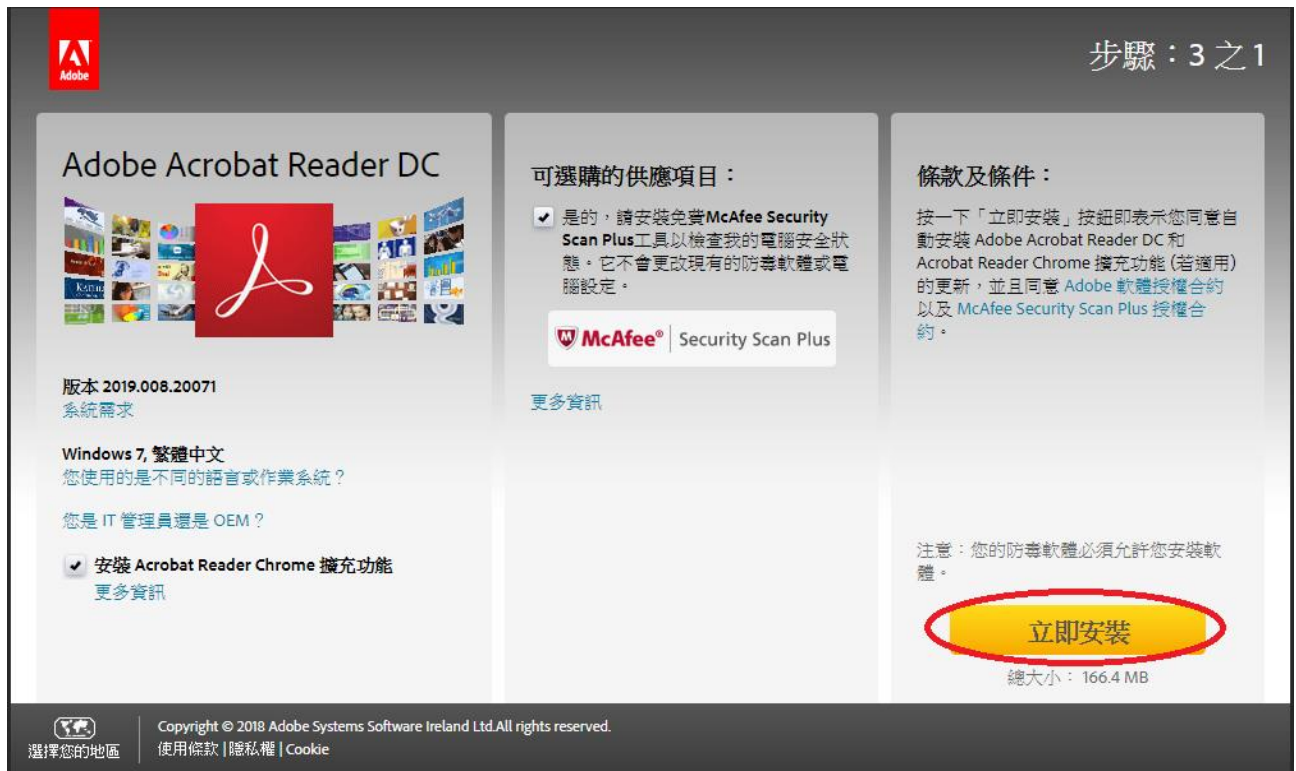 Adobe
步驟：3 之 1
Adobe Acrobat Reader DC
版本 2019.008.20071
系統需求
Windows 7, 繁體中文
您使用的是不同的語言或作業系統？
您是 IT 管理員還是 OEM？
安裝 Acrobat Reader Chrome 擴充功能
更多資訊
可選購的供應項目：
是的，請安裝免費McAfee Security
Scan Plus工具以檢查我的電腦安全狀
態。它不會更改現有的防毒軟體或電
腦設定。
McAfee® Security Scan Plus
更多資訊
條款及條件：
按一下「立即安裝」按鈕即表示您同意自
動安裝 Adobe Acrobat Reader DC 和
Acrobat Reader Chrome 擴充功能 (若適用)
的更新，並且同意 Adobe 軟體授權合約
以及 McAfee Security Scan Plus 授權合
約。
注意：您的防毒軟體必須允許您安裝軟
體。
立即安裝
總大小： 166.4 MB
選擇您的地區
Copyright © 2018 Adobe Systems Software Ireland Ltd.All rights reserved.
使用條款 | 隱私權 | Cookie